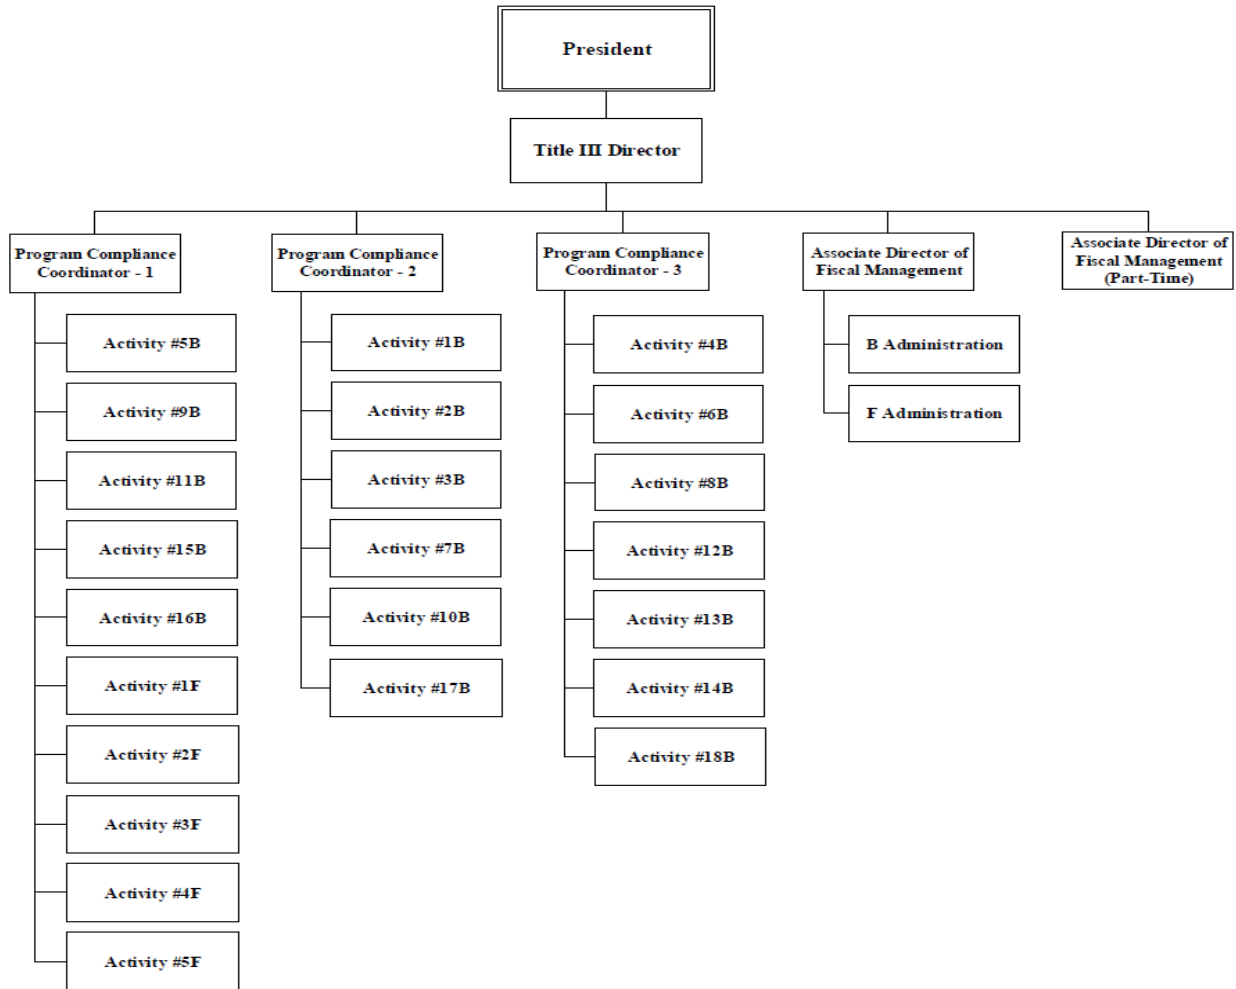 President
Title III Director
Program Compliance
Coordinator - 1
Activity #5B
Activity #9B
Activity #11B
Activity #15B
Activity #16B
Activity #1F
Activity #2F
Activity #3F
Activity #4F
Activity #5F
Program Compliance
Coordinator - 2
Activity #1B
Activity #2B
Activity #3B
Activity #7B
Activity #10B
Activity #17B
Program Compliance
Coordinator - 3
Activity #4B
Activity #6B
Activity #8B
Activity #12B
Activity #13B
Activity #14B
Activity #18B
Associate Director of
Fiscal Management
B Administration
F Administration
Associate Director of
Fiscal Management
(Part-Time)